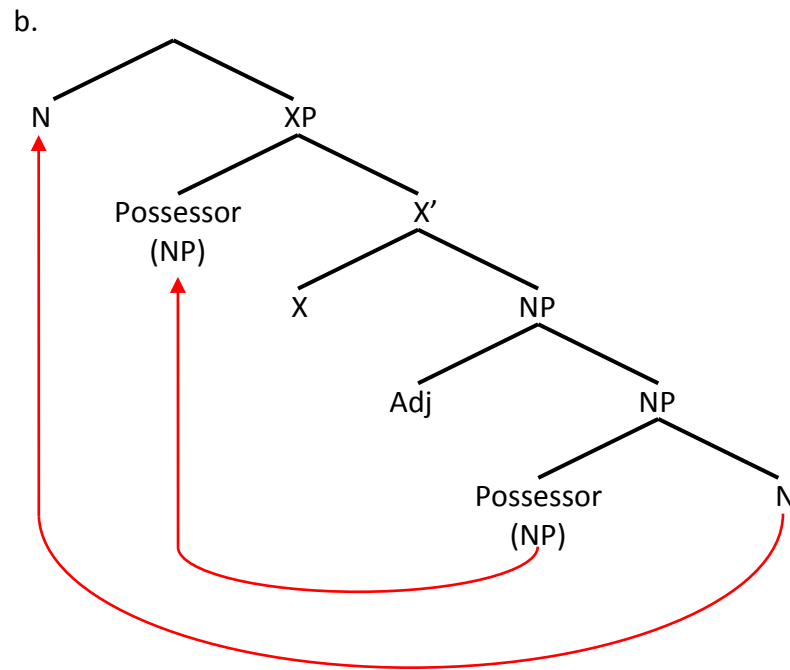 b.
N XP
Possessor X’
(NP)
X NP
Adj NP
Possessor N
(NP)